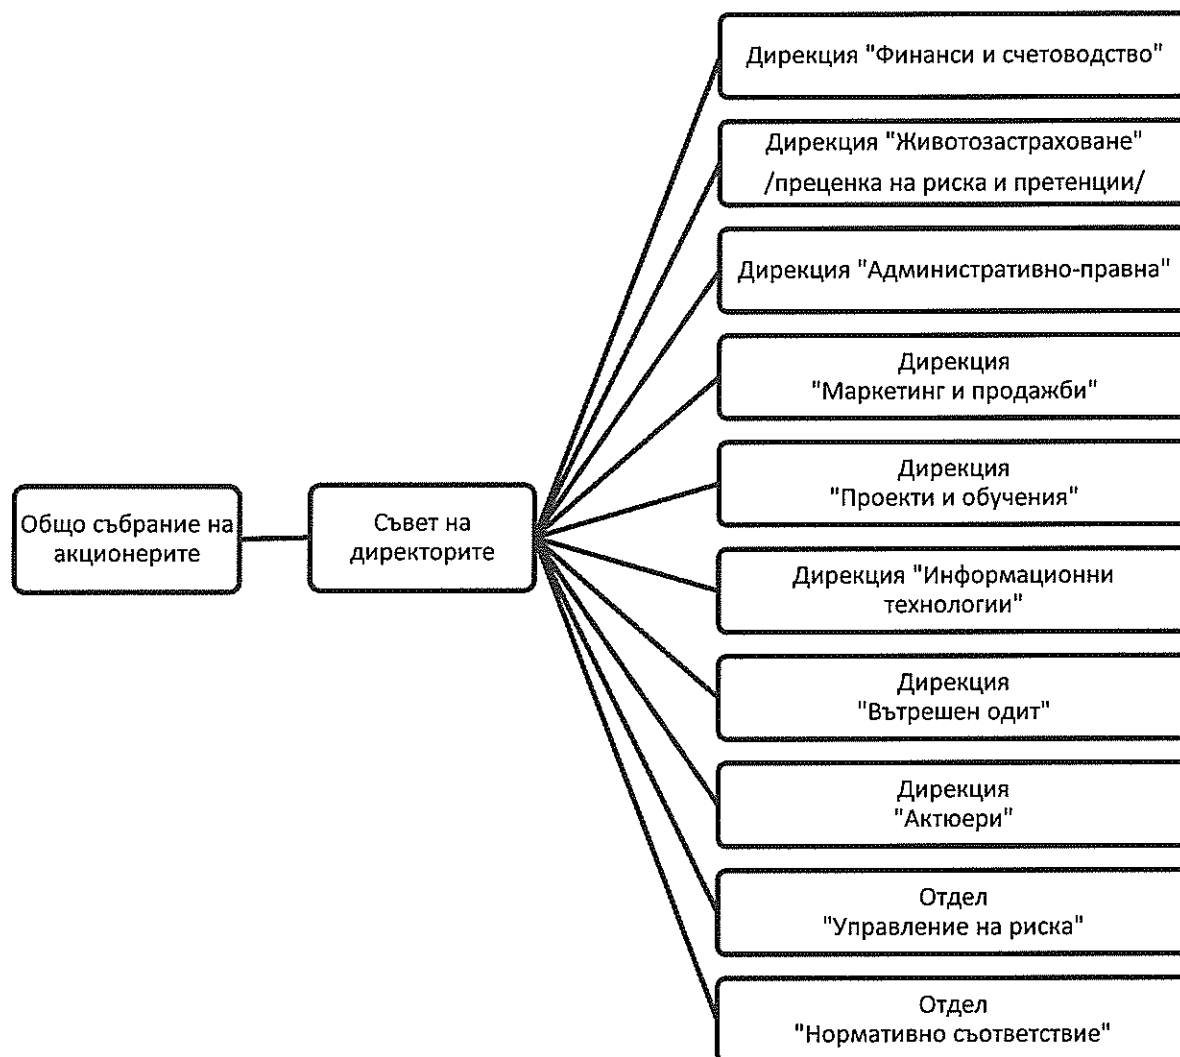 Дирекция "Финанси и счетоводство"
Дирекция "Животозастраховане"
/преценка на риска и претенции/
Дирекция "Административно-правна"
Дирекция
"Маркетинг и продажби"
Дирекция
"Проекти и обучения"
Общо събрание на
акционерите
Съвет на
директорите
Дирекция "Информационни
технологии"
Дирекция
"Вътрешен одит"
Дирекция
"Актюери"
Отдел
"Управление на риска"
Отдел
"Нормативно съответствие"